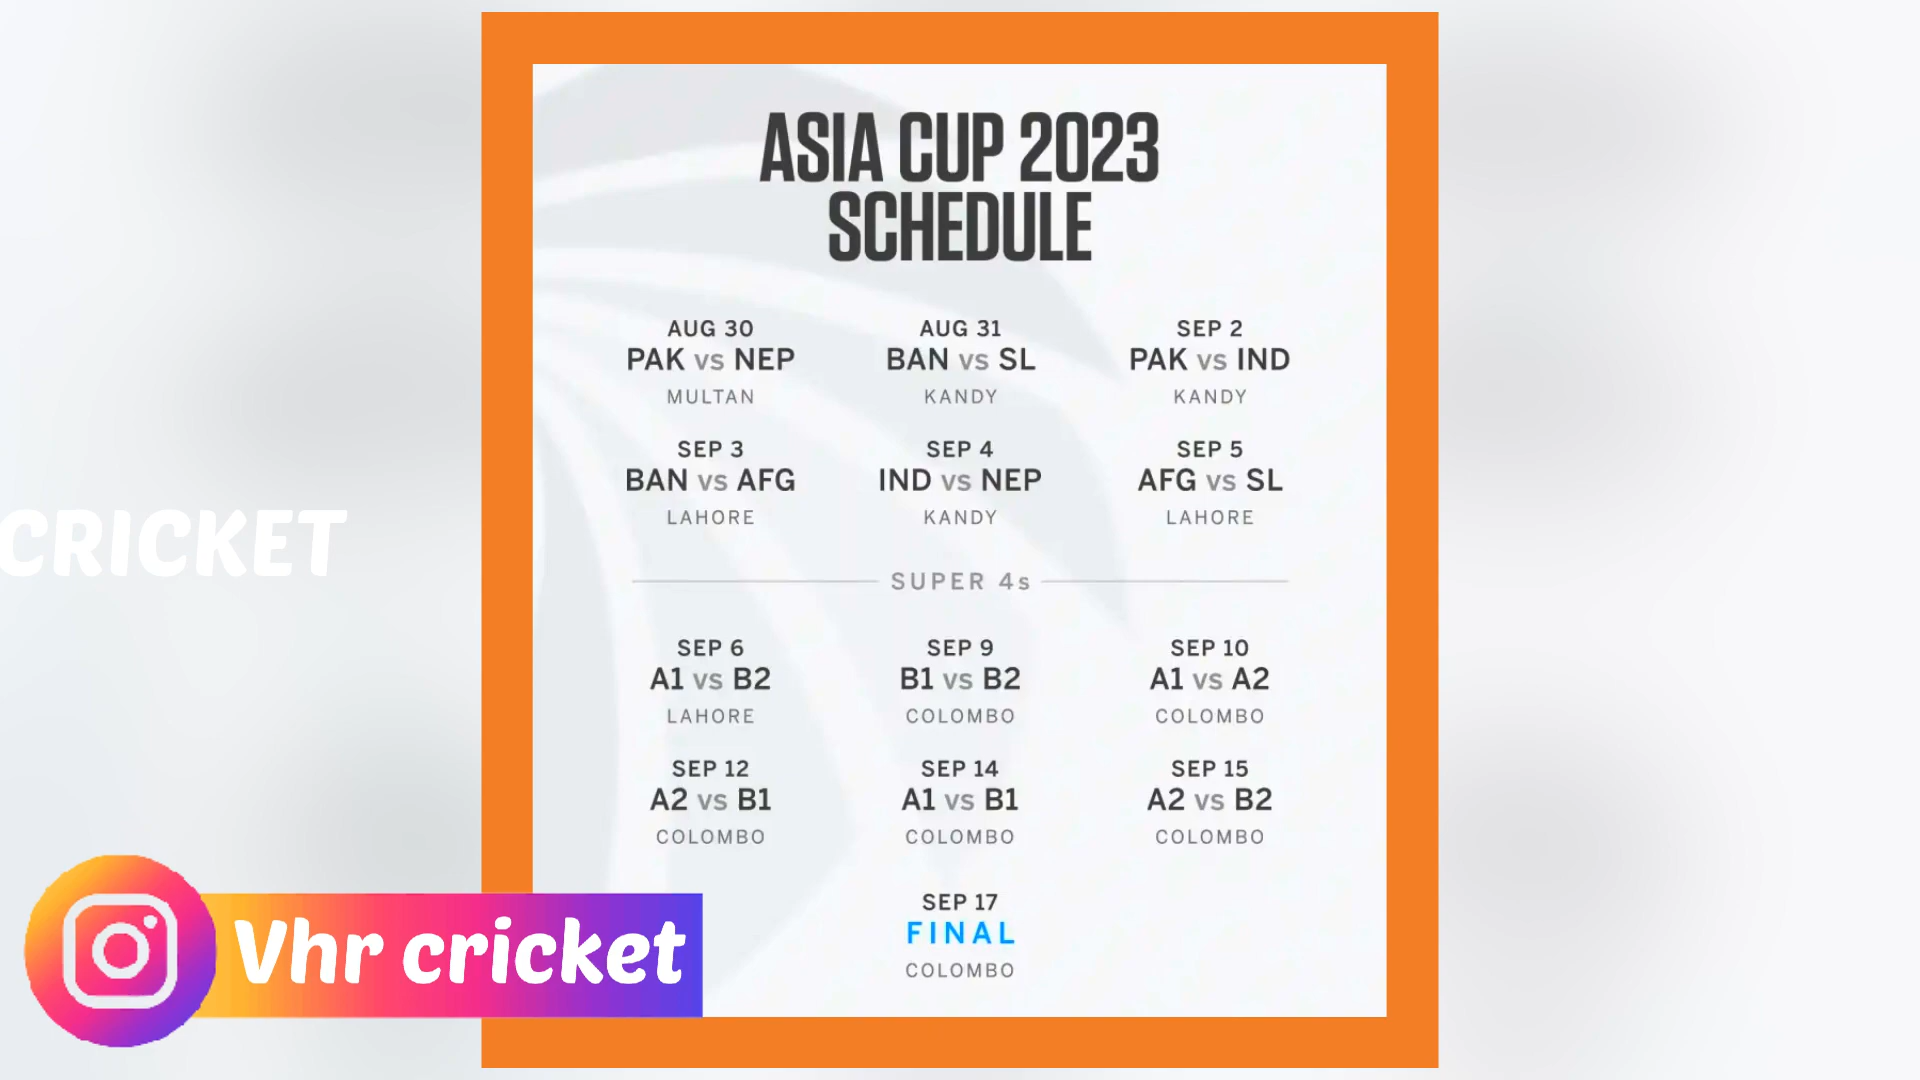 ASIA CUP 2023
SCHEDULE
AUG 30
PAK vs NEP
MULTAN
AUG 31
BAN vs SL
KANDY
SEP 2
PAK vs IND
KANDY
SEP 3
BAN vs AFG
LAHORE
SEP 4
IND vs NEP
KANDY
SEP 5
AFG vs SL
LAHORE
SUPER 4s
SEP 6
A1 vs B2
LAHORE
SEP 9
B1 vs B2
COLOMBO
SEP 10
A1 vs A2
COLOMBO
SEP 12
A2 vs B1
COLOMBO
SEP 14
A1 vs B1
COLOMBO
SEP 15
A2 vs B2
COLOMBO
SEP 17
FINAL
COLOMBO
CRICKET
Vhr cricket